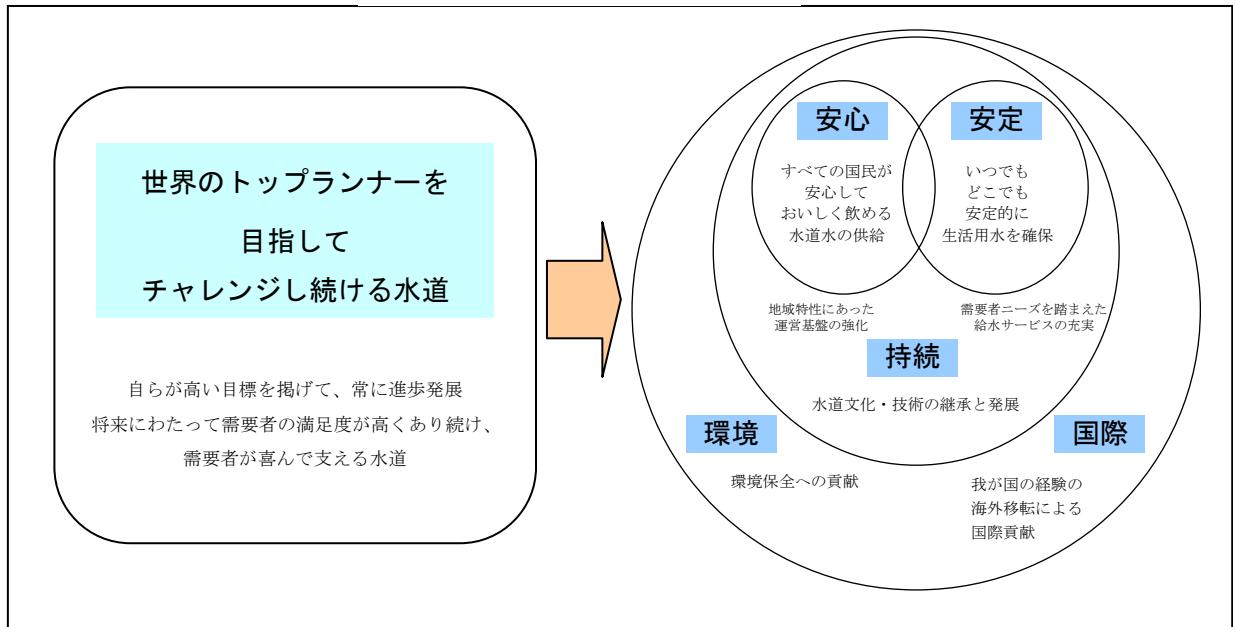 世界のトップランナーを
目指して
チャレンジし続ける水道
自らが高い目標を掲げて、常に進歩発展
将来にわたって需要者の満足度が高くあり続け、
需要者が喜んで支える水道
安心
すべての国民が
安心して
おいしく飲める
水道水の供給
安定
いつでも
どこでも
安定的に
生活用水を確保
地域特性にあった
運営基盤の強化
需要者ニーズを踏まえた
給水サービスの充実
持続
水道文化・技術の継承と発展
環境
環境保全への貢献
国際
我が国の経験の
海外移転による
国際貢献